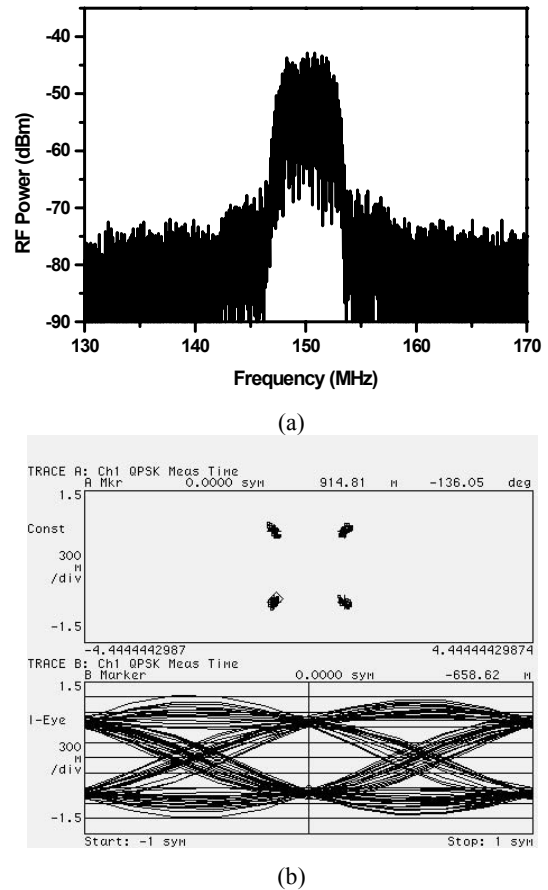 -35
-45
-50
-60
-70
-80
-90
RF Power (dBm)
130 140 150 160 170
Frequency (MHz)
(a)
TRACE A: Ch1 QPSK Meas Time
A Mkr 0.0000 sym 914.81 m -136.05 deg
1.5
Const
300
m
/div
-1.5
-4.4444442987 4.44444429874
TRACE B: Ch1 QPSK Meas Time
B Marker 0.0000 sym -658.62 m
1.5
I-Eye
300
m
/div
-1.5
Start: -1 sym Stop: 1 sym
(b)